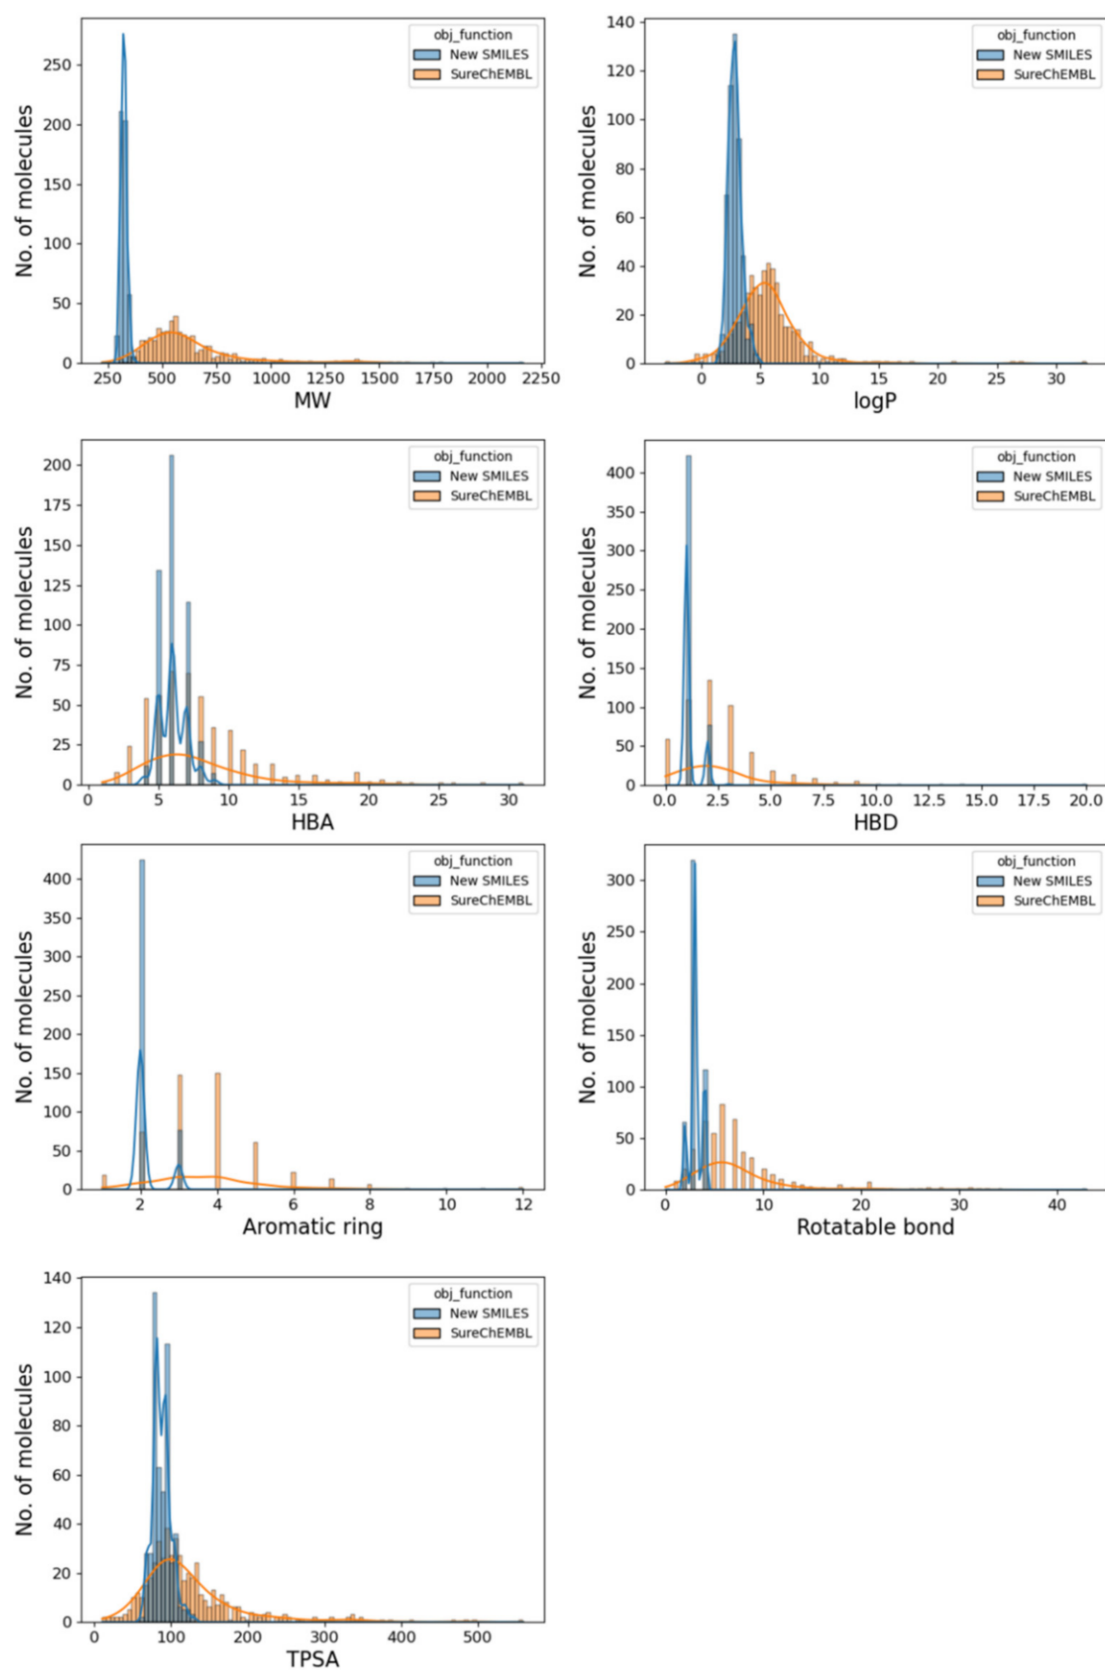 obj_function
New SMILES
SureChEMBL
250
200
150
100
50
0
No. of molecules
250 500 750 1000 1250 1500 1750 2000 2250
MW
obj_function
New SMILES
SureChEMBL
140
120
100
80
60
40
20
0
No. of molecules
0 5 10 15 20 25 30
logP
obj_function
New SMILES
SureChEMBL
200
175
150
125
100
75
50
25
0
No. of molecules
0 5 10 15 20 25 30
HBA
obj_function
New SMILES
SureChEMBL
400
350
300
250
200
150
100
50
0
No. of molecules
0.0 2.5 5.0 7.5 10.0 12.5 15.0 17.5 20.0
HBD
obj_function
New SMILES
SureChEMBL
400
350
300
250
200
150
100
50
0
No. of molecules
2 4 6 8 10 12
Aromatic ring
obj_function
New SMILES
SureChEMBL
300
250
200
150
100
50
0
No. of molecules
0 10 20 30 40
Rotatable bond
obj_function
New SMILES
SureChEMBL
140
120
100
80
60
40
20
0
No. of molecules
0 100 200 300 400 500
TPSA